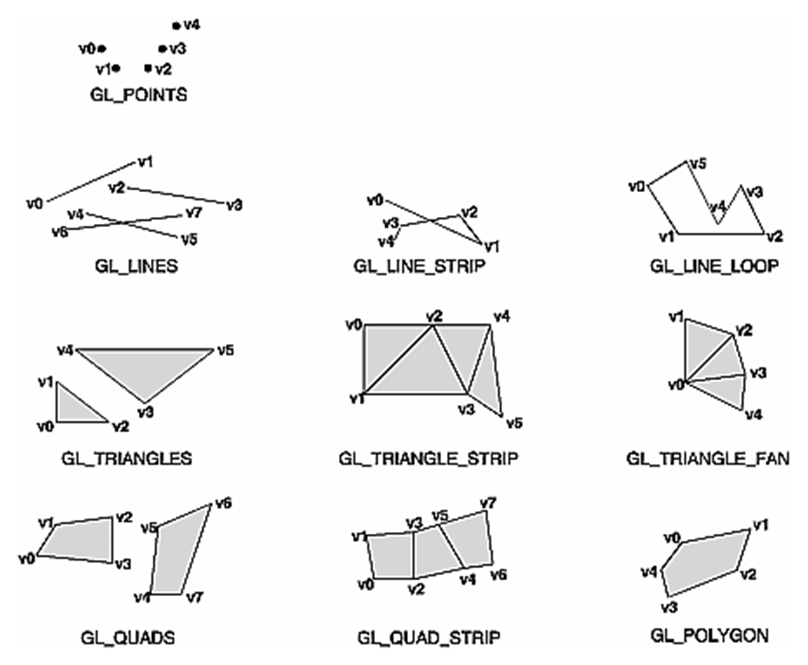 v4
v0 v3
v1 v2
GL_POINTS
v1
v2
v0 v3
v4 v7
v6 v5
GL_LINES
v0
v2
v3
v4 v1
GL_LINE_STRIP
v5
v0 v3
v4
v1 v2
GL_LINE_LOOP
v4 v5
v1
v3
v0 v2
GL_TRIANGLES
v0 v2 v4
v1 v3
v5
GL_TRIANGLE_STRIP
v1
v2
v3
v0
v4
GL_TRIANGLE_FAN
v6
v2
v1 v5
v0 v3
v4 v7
GL_QUADS
v7
v5
v3
v1
v6
v4
v0 v2
GL_QUAD_STRIP
v1
v0
v4 v2
v3
GL_POLYGON